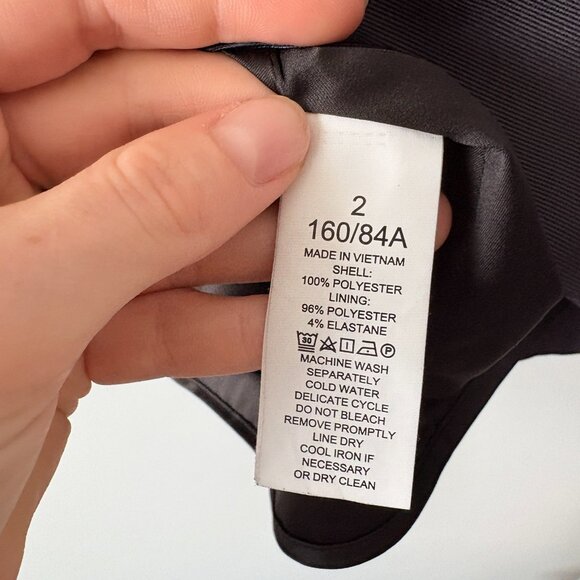 2
160/84A
MADE IN VIETNAM
SHELL:
100% POLYESTER
LINING:
96% POLYESTER
4% ELASTANE
30 P
MACHINE WASH
SEPARATELY
COLD WATER
DELICATE CYCLE
DO NOT BLEACH
REMOVE PROMPTLY
LINE DRY
COOL IRON IF
NECESSARY
OR DRY CLEAN